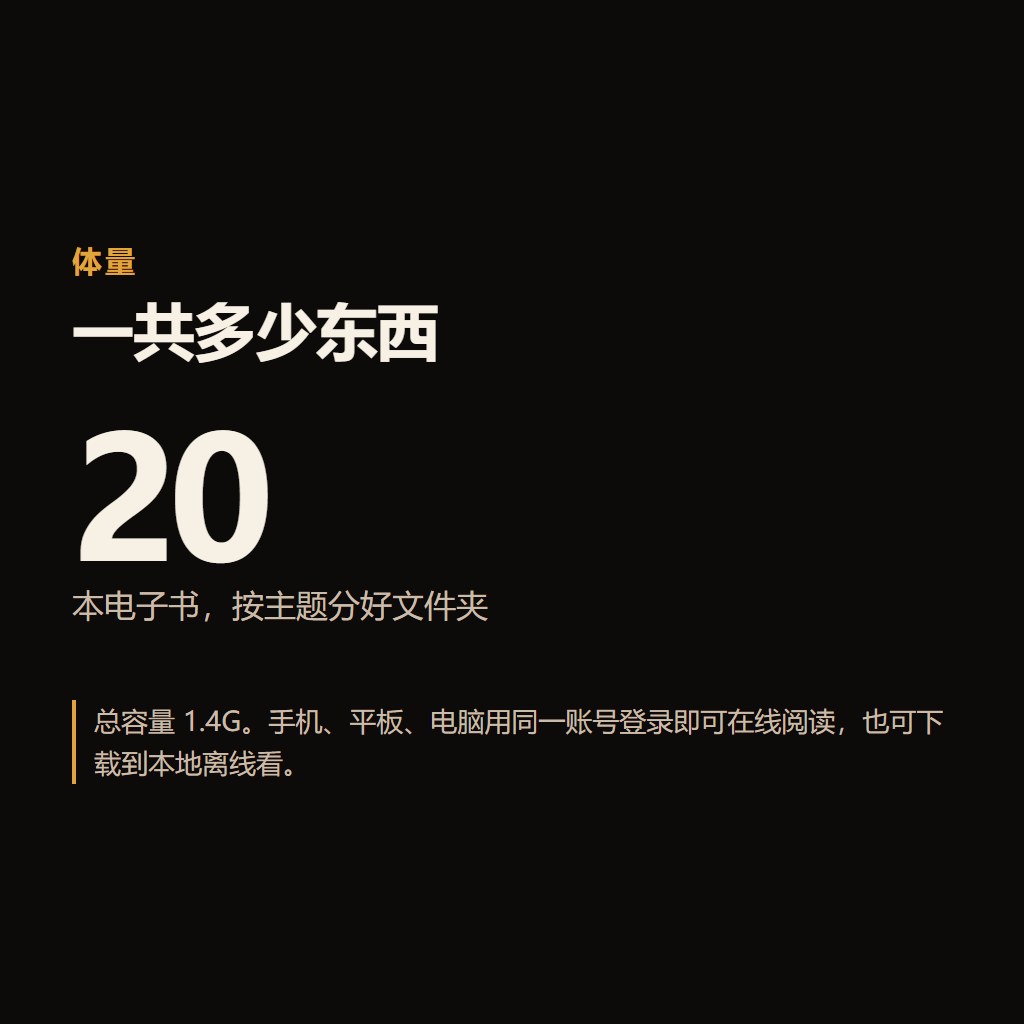 体量
一共多少东西
20
本电子书，按主题分好文件夹
总容量 1.4G。手机、平板、电脑用同一账号登录即可在线阅读，也可下
载到本地离线看。